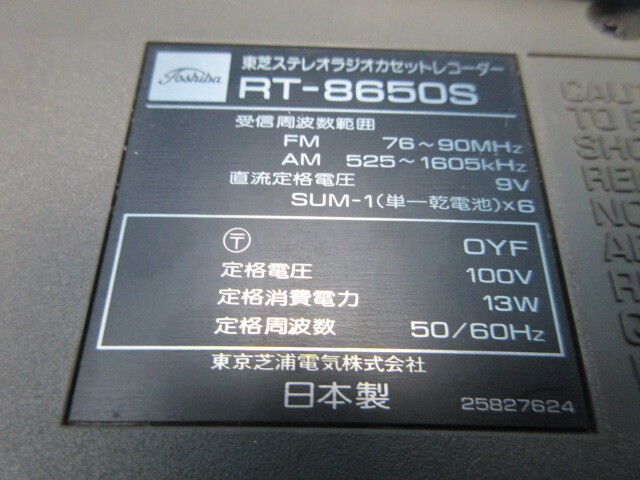 Toshiba
東芝ステレオラジオカセットレコーダー
RT-8650S
受信周波数範囲
FM 76～90MHz
AM 525～1605kHz
直流定格電圧 9V
SUM-1(単一乾電池)×6
〒 OYF
定格電圧 100V
定格消費電力 13W
定格周波数 50/60Hz
東京芝浦電気株式会社
日本製 25827624
CAU
TO
SHO